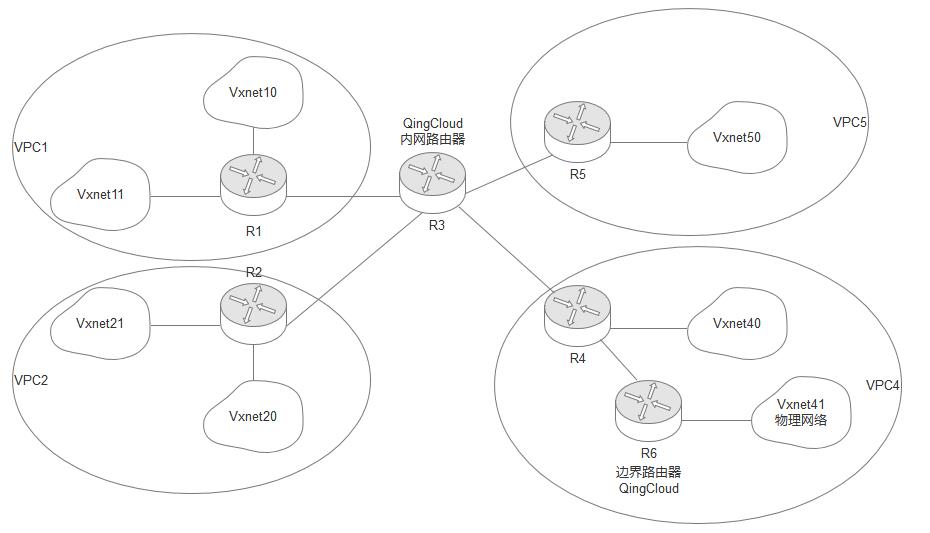 VPC1
Vxnet10
Vxnet11
R1
QingCloud
内网路由器
R3
R5
Vxnet50
VPC5
R2
Vxnet21
VPC2
Vxnet20
R4
Vxnet40
VPC4
Vxnet41
物理网络
R6
边界路由器
QingCloud